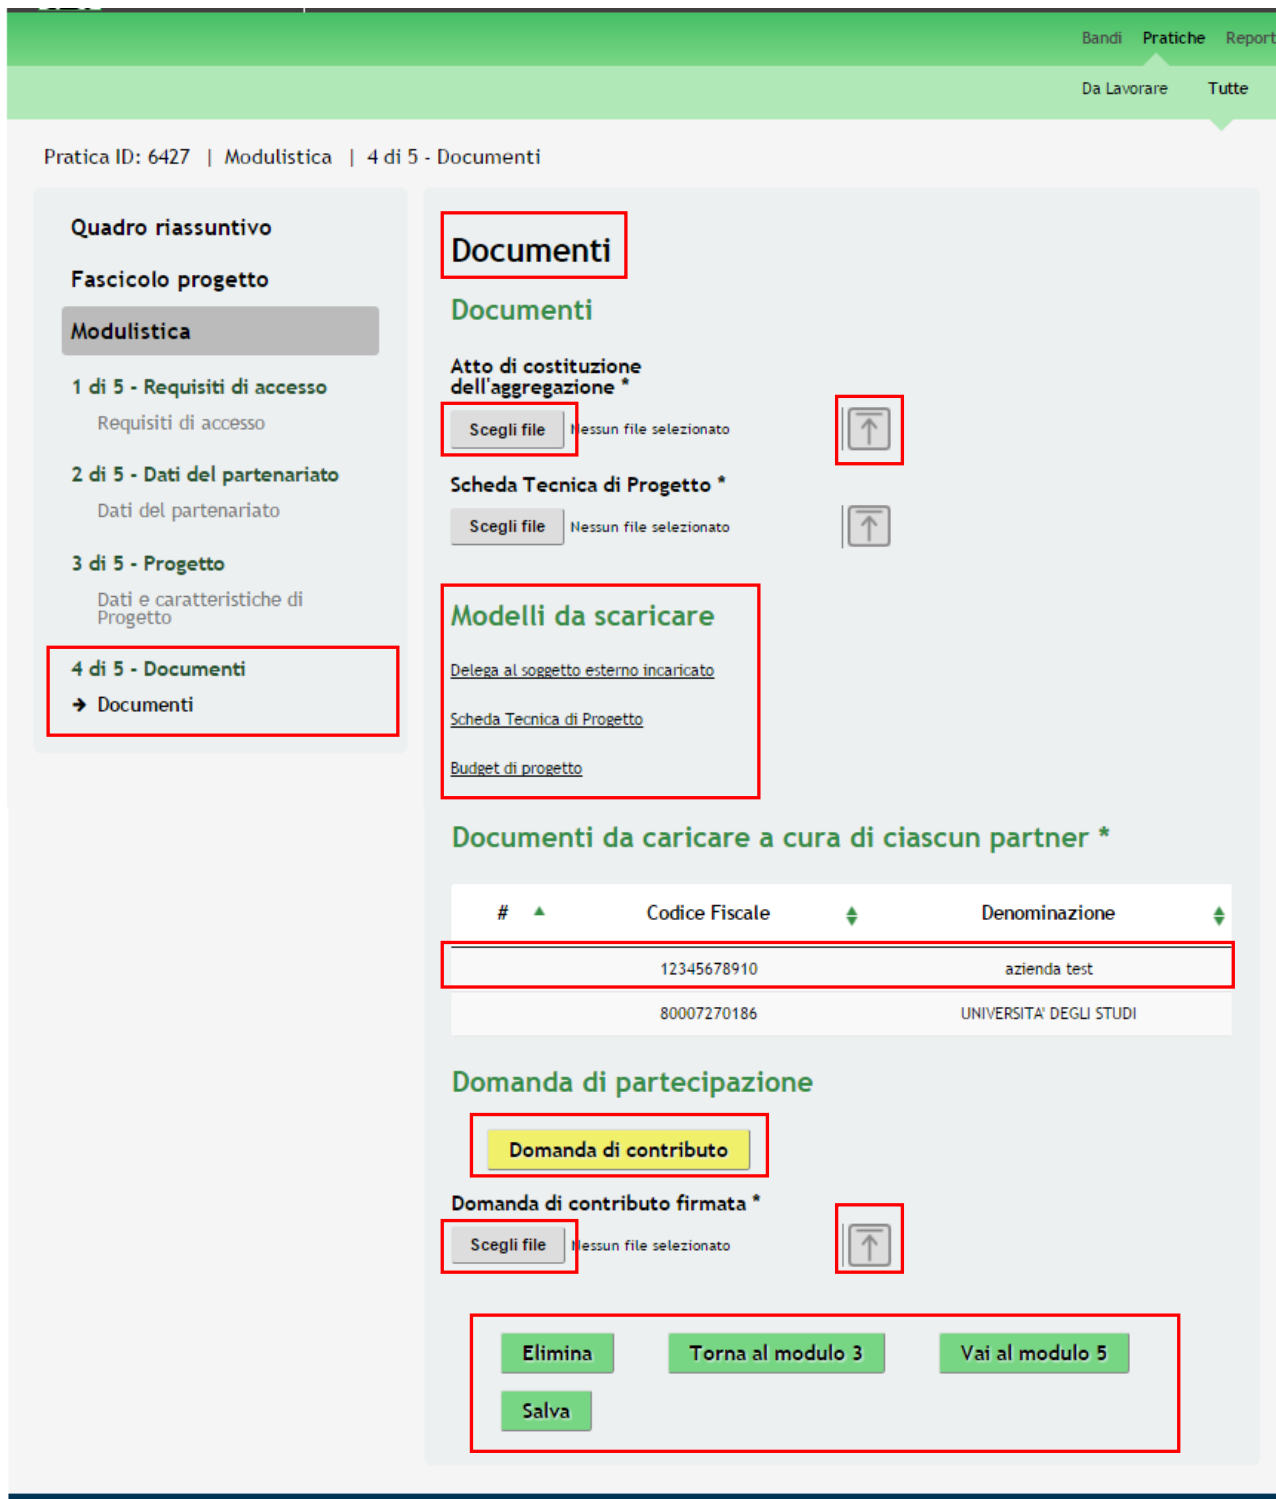 Bandi Pratiche Report
Da Lavorare Tutte
Pratica ID: 6427 | Modulistica | 4 di 5 - Documenti
Quadro riassuntivo
Fascicolo progetto
Modulistica
1 di 5 - Requisiti di accesso
Requisiti di accesso
2 di 5 - Dati del partenariato
Dati del partenariato
3 di 5 - Progetto
Dati e caratteristiche di
Progetto
4 di 5 - Documenti
→ Documenti
Documenti
Documenti
Atto di costituzione
dell'aggregazione *
Scegli file Nessun file selezionato
Scheda Tecnica di Progetto *
Scegli file Nessun file selezionato
Modelli da scaricare
Delega al soggetto esterno incaricato
Scheda Tecnica di Progetto
Budget di progetto
Documenti da caricare a cura di ciascun partner *
# Codice Fiscale Denominazione
12345678910 azienda test
80007270186 UNIVERSITA' DEGLI STUDI
Domanda di partecipazione
Domanda di contributo
Domanda di contributo firmata *
Scegli file Nessun file selezionato
Elimina Torna al modulo 3 Vai al modulo 5
Salva